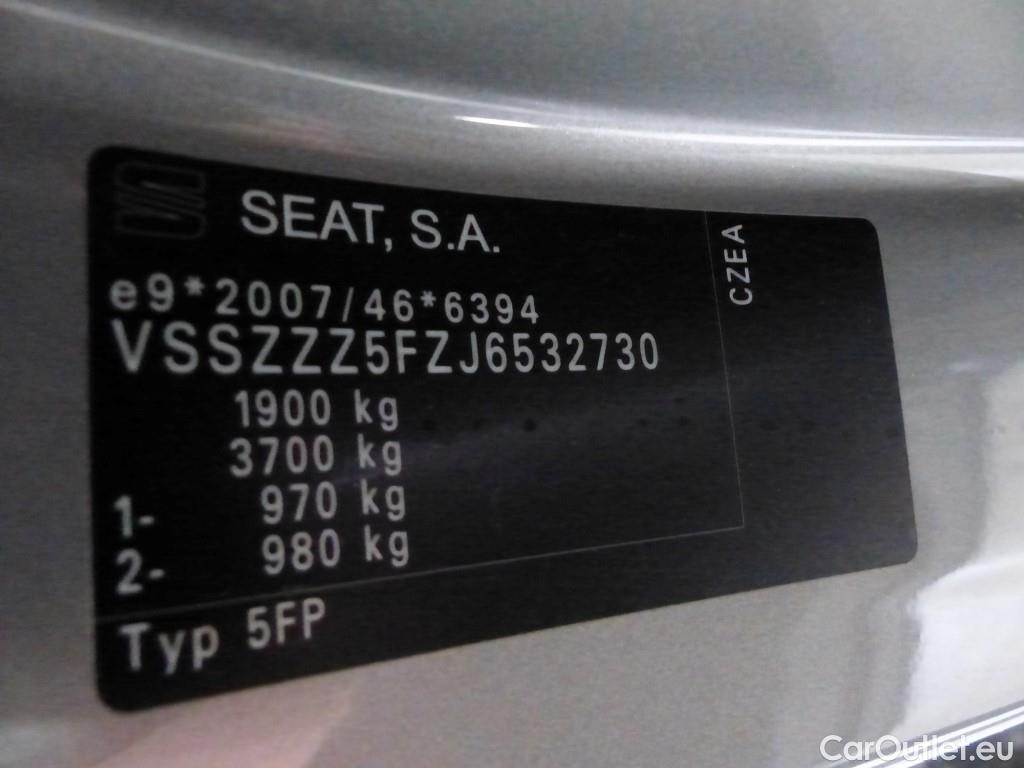 SEAT, S.A.
CZEA
e9*2007/46*6394
VSSZZZ5FZJ6532730
1900 kg
3700 kg
1- 970 kg
2- 980 kg
Typ 5FP
CarOutlet.eu